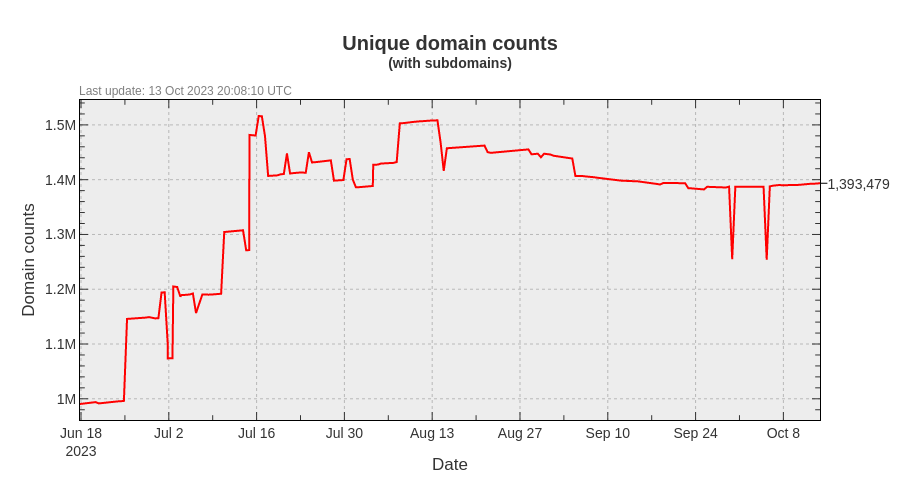 Unique domain counts
(with subdomains)
Last update: 13 Oct 2023 20:08:10 UTC
1.5M
1.4M
1.3M
1.2M
1.1M
1M
Domain counts
1,393,479
Jun 18 Jul 2 Jul 16 Jul 30 Aug 13 Aug 27 Sep 10 Sep 24 Oct 8
2023
Date